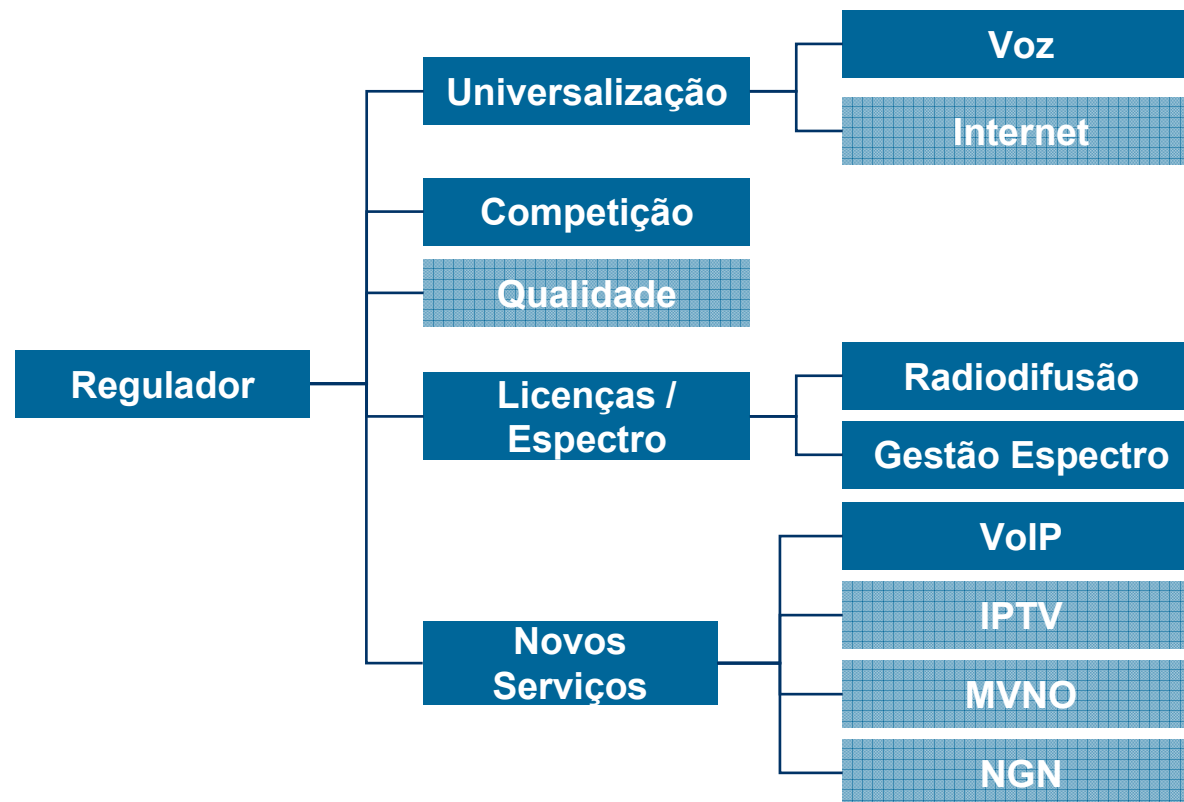 Voz
Universalização
Internet
Competição
Qualidade
Regulador
Licenças /
Espectro
Radiodifusão
Gestão Espectro
VoIP
IPTV
Novos
Serviços
MVNO
NGN